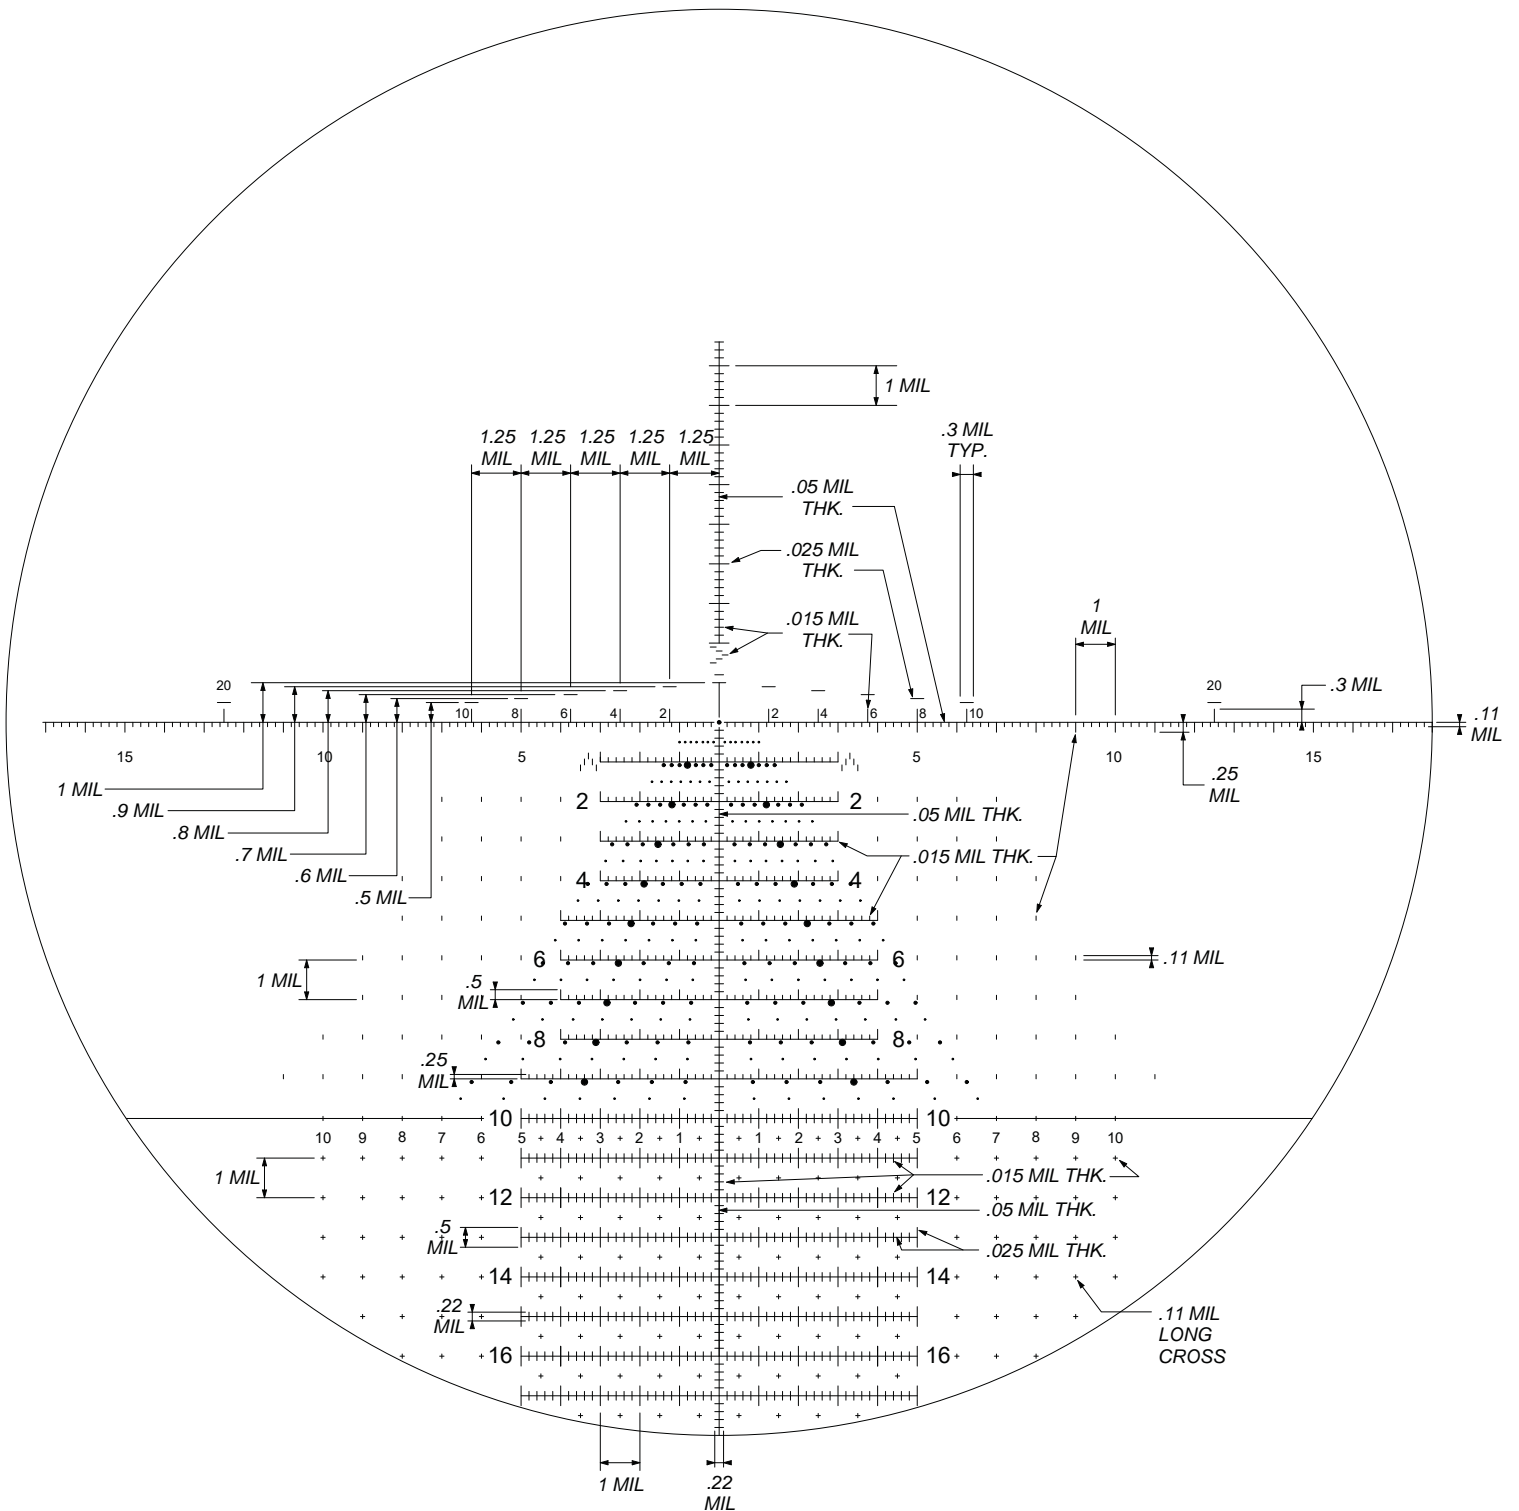 1 MIL
1.25 1.25 1.25 1.25 1.25
MIL MIL MIL MIL MIL
.3 MIL
TYP.
.05 MIL
THK.
.025 MIL
THK.
.015 MIL
THK.
1
MIL
20 20
.3 MIL
10 8 6 4 2 2 4 6 8 10
.11
MIL
15 10 5 5 10 15
.25
MIL
1 MIL
.9 MIL
.8 MIL
.7 MIL
.6 MIL
.5 MIL
2 2
.05 MIL THK.
.015 MIL THK.
4 4
6 6
.11 MIL
1 MIL
.5
MIL
8 8
.25
MIL
10 10
10 9 8 7 6 5 4 3 2 1 1 2 3 4 5 6 7 8 9 10
1 MIL
.015 MIL THK.
12 12
.05 MIL THK.
.5
MIL
.025 MIL THK.
14 14
.22
MIL
.11 MIL
LONG
CROSS
16 16
1 MIL
.22
MIL